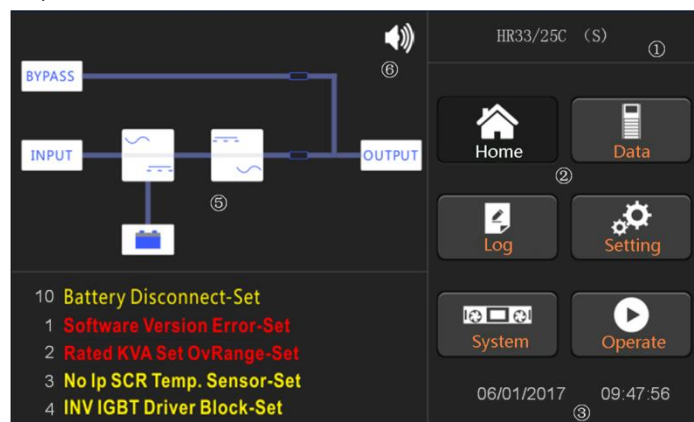 HR33/25C （S）
①
⑥
BYPASS
INPUT
OUTPUT
⑤
Home
Data
②
Log
Setting
System
Operate
10 Battery Disconnect-Set
1 Software Version Error-Set
2 Rated KVA Set OvRange-Set
3 No Ip SCR Temp. Sensor-Set
4 INV IGBT Driver Block-Set
06/01/2017 09:47:56
③